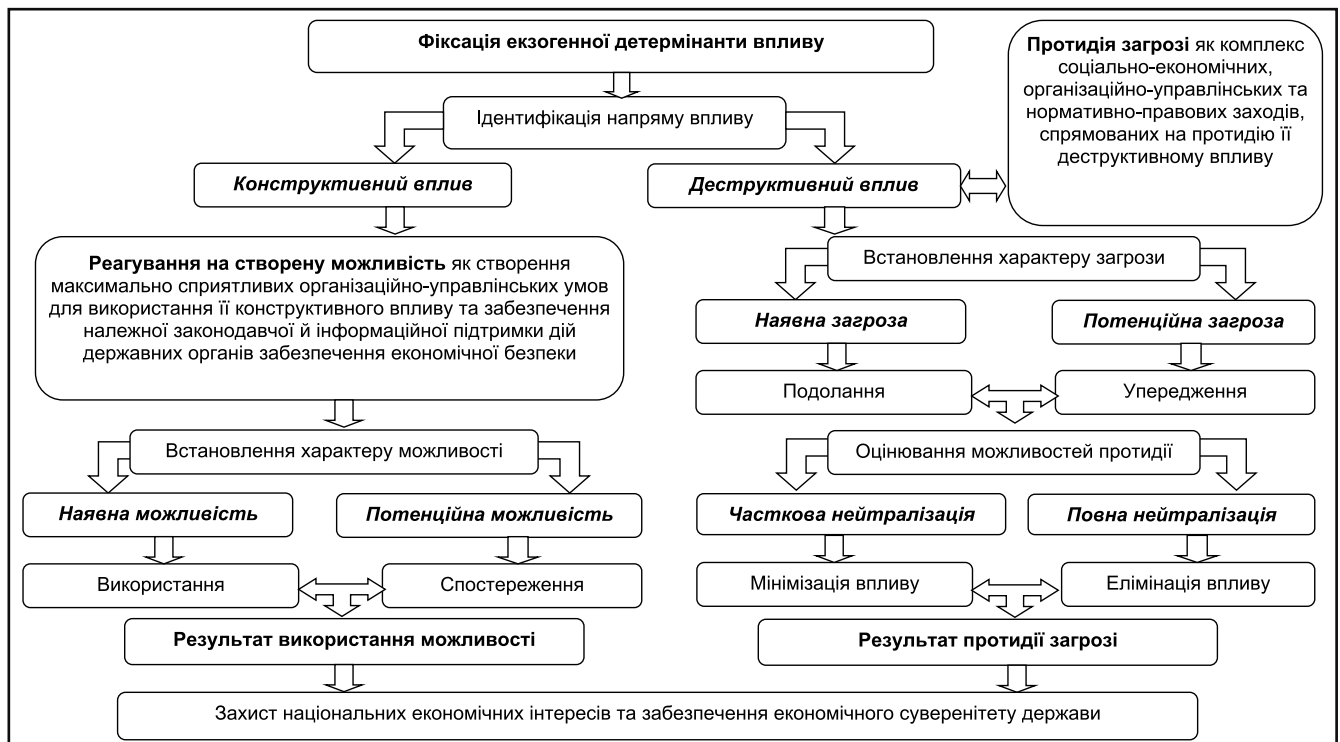 Фіксація екзогенної детермінанти впливу
Протидія загрозі як комплекс
соціально-економічних,
організаційно-управлінських та
нормативно-правових заходів,
спрямованих на протидію її
деструктивному впливу
Ідентифікація напряму впливу
Конструктивний вплив
Деструктивний вплив
Реагування на створену можливість як створення
максимально сприятливих організаційно-управлінських умов
для використання її конструктивного впливу та забезпечення
належної законодавчої й інформаційної підтримки дій
державних органів забезпечення економічної безпеки
Встановлення характеру загрози
Наявна загроза
Потенційна загроза
Подолання
Упередження
Встановлення характеру можливості
Оцінювання можливостей протидії
Наявна можливість
Потенційна можливість
Часткова нейтралізація
Повна нейтралізація
Використання
Спостереження
Мінімізація впливу
Елімінація впливу
Результат використання можливості
Результат протидії загрозі
Захист національних економічних інтересів та забезпечення економічного суверенітету держави